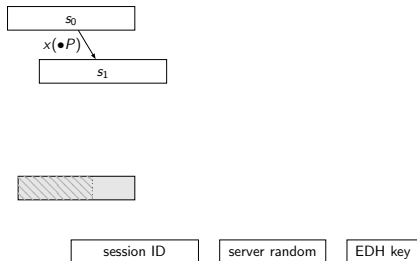 s₀
x(•P)
s₁
session ID
server random
EDH key